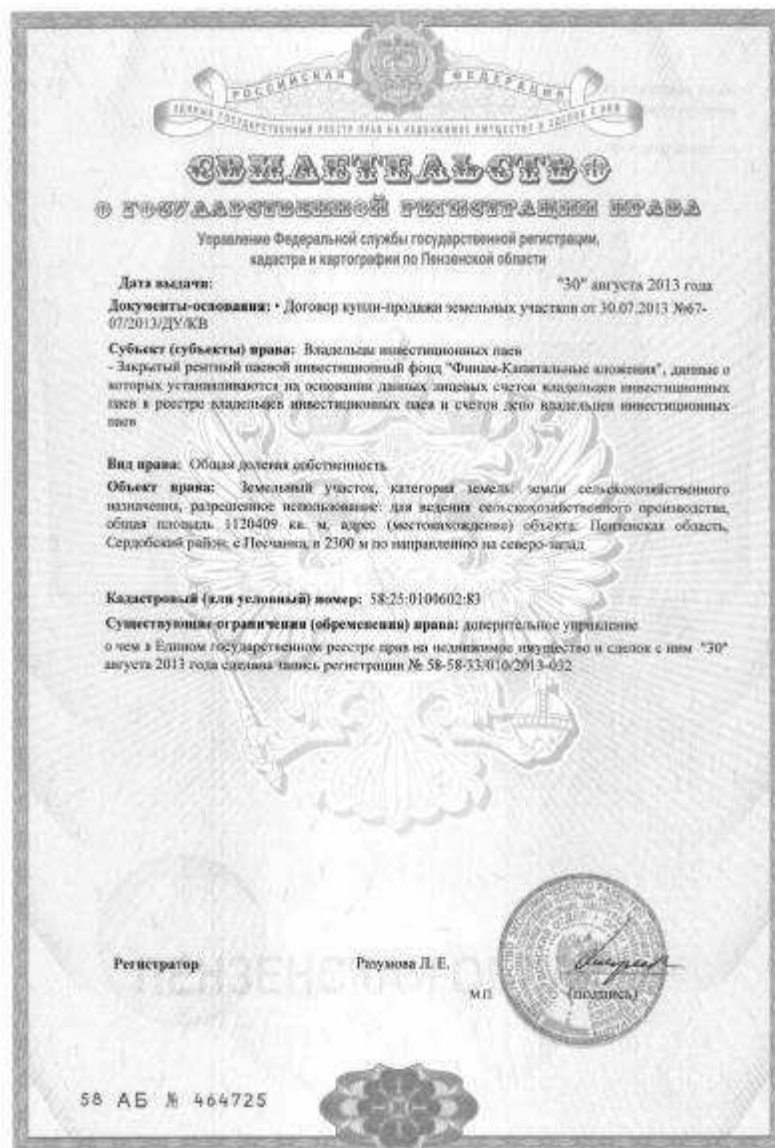 РОССИЙСКАЯ ФЕДЕРАЦИЯ
ЕДИНЫЙ ГОСУДАРСТВЕННЫЙ РЕЕСТР ПРАВ НА НЕДВИЖИМОЕ ИМУЩЕСТВО И СДЕЛОК С НИМ
СВИДЕТЕЛЬСТВО
О ГОСУДАРСТВЕННОЙ РЕГИСТРАЦИИ ПРАВА
Управление Федеральной службы государственной регистрации,
кадастра и картографии по Пензенской области
Дата выдачи: "30" августа 2013 года
Документы-основания: • Договор купли-продажи земельных участков от 30.07.2013 №67-
07/2013/ДУ/КВ
Субъект (субъекты) права: Владельцы инвестиционных паев
- Закрытый рентный паевой инвестиционный фонд "Финам-Капитальные вложения", данные о
которых устанавливаются на основании данных лицевых счетов владельцев инвестиционных
паев в реестре владельцев инвестиционных паев и счетов депо владельцев инвестиционных
паев
Вид права: Общая долевая собственность
Объект права: Земельный участок, категория земель: земли сельскохозяйственного
назначения, разрешенное использование: для ведения сельскохозяйственного производства,
общая площадь 1120409 кв. м, адрес (местонахождение) объекта: Пензенская область,
Сердобский район, с Песчанка, в 2300 м по направлению на северо-запад
Кадастровый (или условный) номер: 58:25:0100602:83
Существующие ограничения (обременения) права: доверительное управление
о чем в Едином государственном реестре прав на недвижимое имущество и сделок с ним "30"
августа 2013 года сделана запись регистрации № 58-58-33/010/2013-032
Регистратор Разумова Л. Е.
М.П. (подпись)
58 АБ № 464725